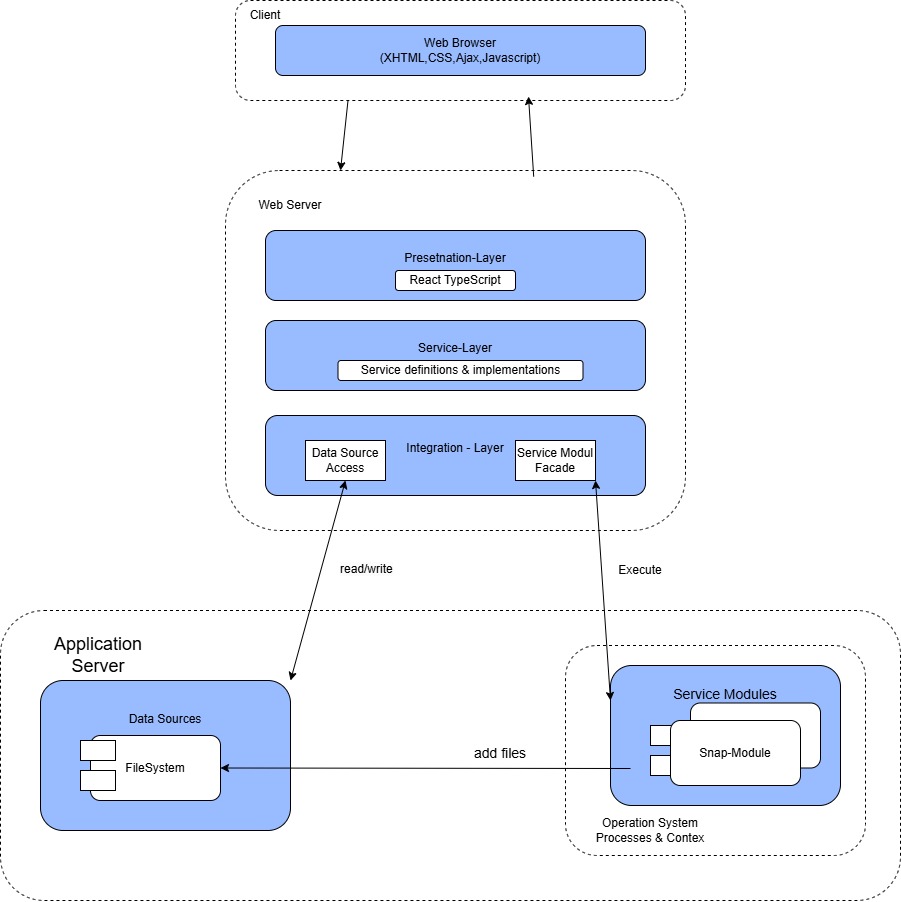 Client
Web Browser
(XHTML,CSS,Ajax,Javascript)
Web Server
Presetnation-Layer
React TypeScript
Service-Layer
Service definitions & implementations
Integration - Layer
Data Source
Access
Service Modul
Facade
read/write
Execute
Application
Server
Data Sources
FileSystem
add files
Service Modules
Snap-Module
Operation System
Processes & Contex